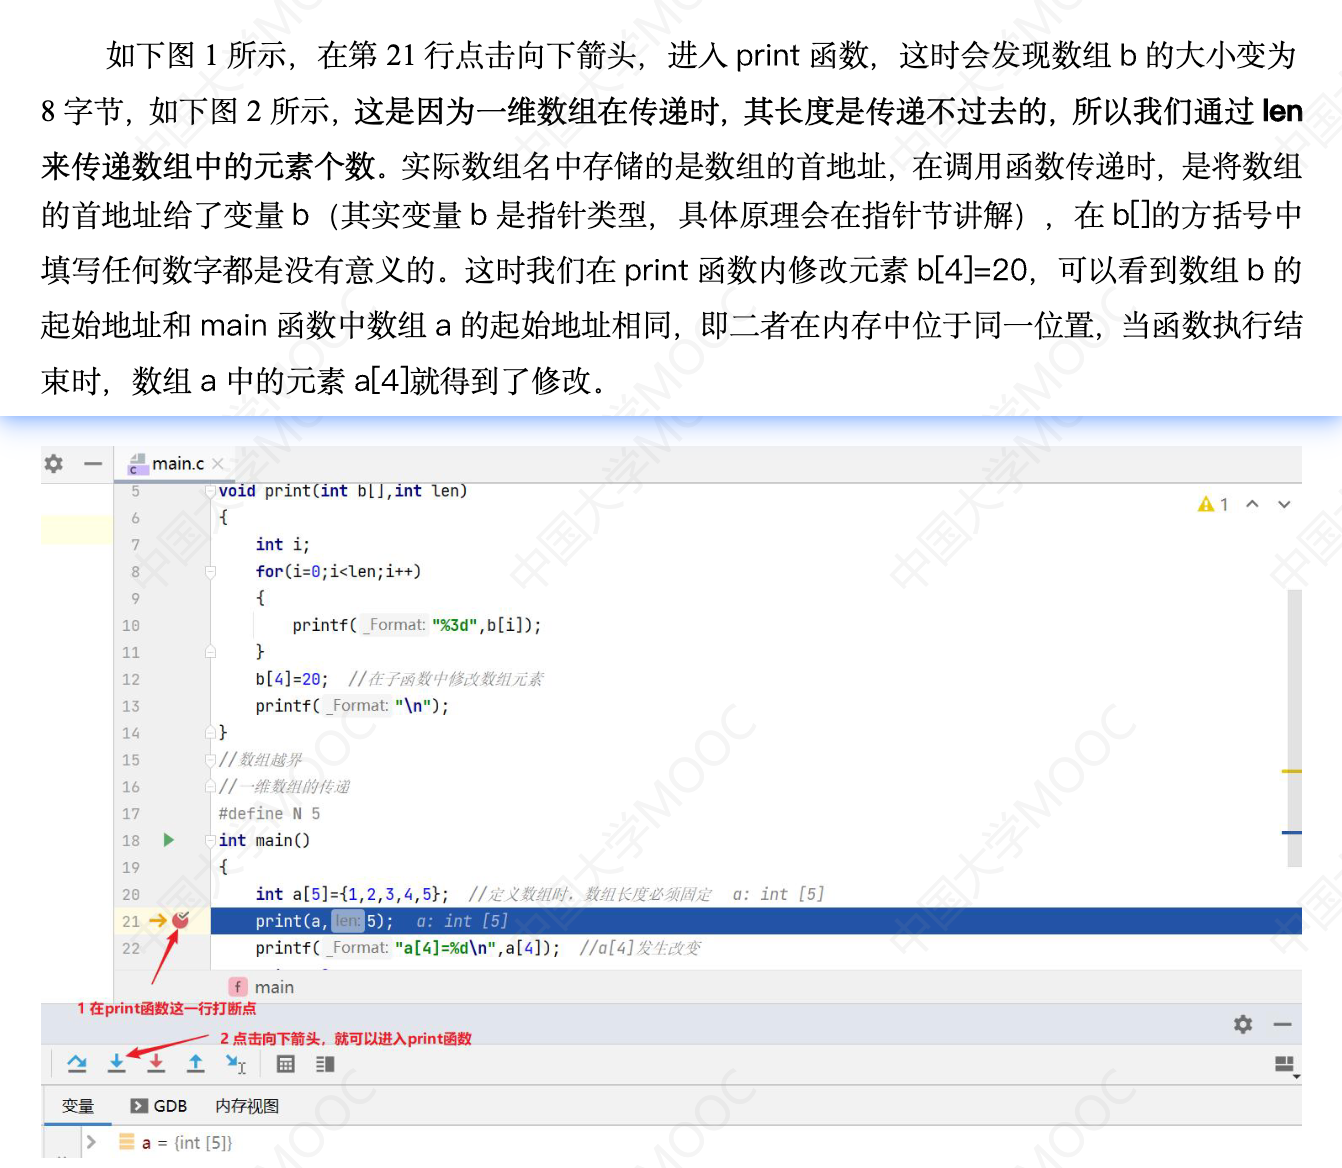 如下图 1 所示，在第 21 行点击向下箭头，进入 print 函数，这时会发现数组 b 的大小变为
8 字节，如下图 2 所示，这是因为一维数组在传递时，其长度是传递不过去的，所以我们通过 len
来传递数组中的元素个数。实际数组名中存储的是数组的首地址，在调用函数传递时，是将数组
的首地址给了变量 b（其实变量 b 是指针类型，具体原理会在指针节讲解），在 b[]的方括号中
填写任何数字都是没有意义的。这时我们在 print 函数内修改元素 b[4]=20，可以看到数组 b 的
起始地址和 main 函数中数组 a 的起始地址相同，即二者在内存中位于同一位置，当函数执行结
束时，数组 a 中的元素 a[4]就得到了修改。
main.c
1
5 void print(int b[],int len)
6 {
7 int i;
8 for(i=0;i<len;i++)
9 {
10 printf( _Format: "%3d",b[i]);
11 }
12 b[4]=20; //在子函数中修改数组元素
13 printf( _Format: "\n");
14 }
15 //数组越界
16 //一维数组的传递
17 #define N 5
18 int main()
19 {
20 int a[5]={1,2,3,4,5}; //定义数组时，数组长度必须固定 a: int [5]
21 print(a, len: 5); a: int [5]
22 printf( _Format: "a[4]=%d\n",a[4]); //a[4]发生改变
f main
1 在print函数这一行打断点
2 点击向下箭头，就可以进入print函数
变量 GDB 内存视图
a = {int [5]}
中国大学MOOC